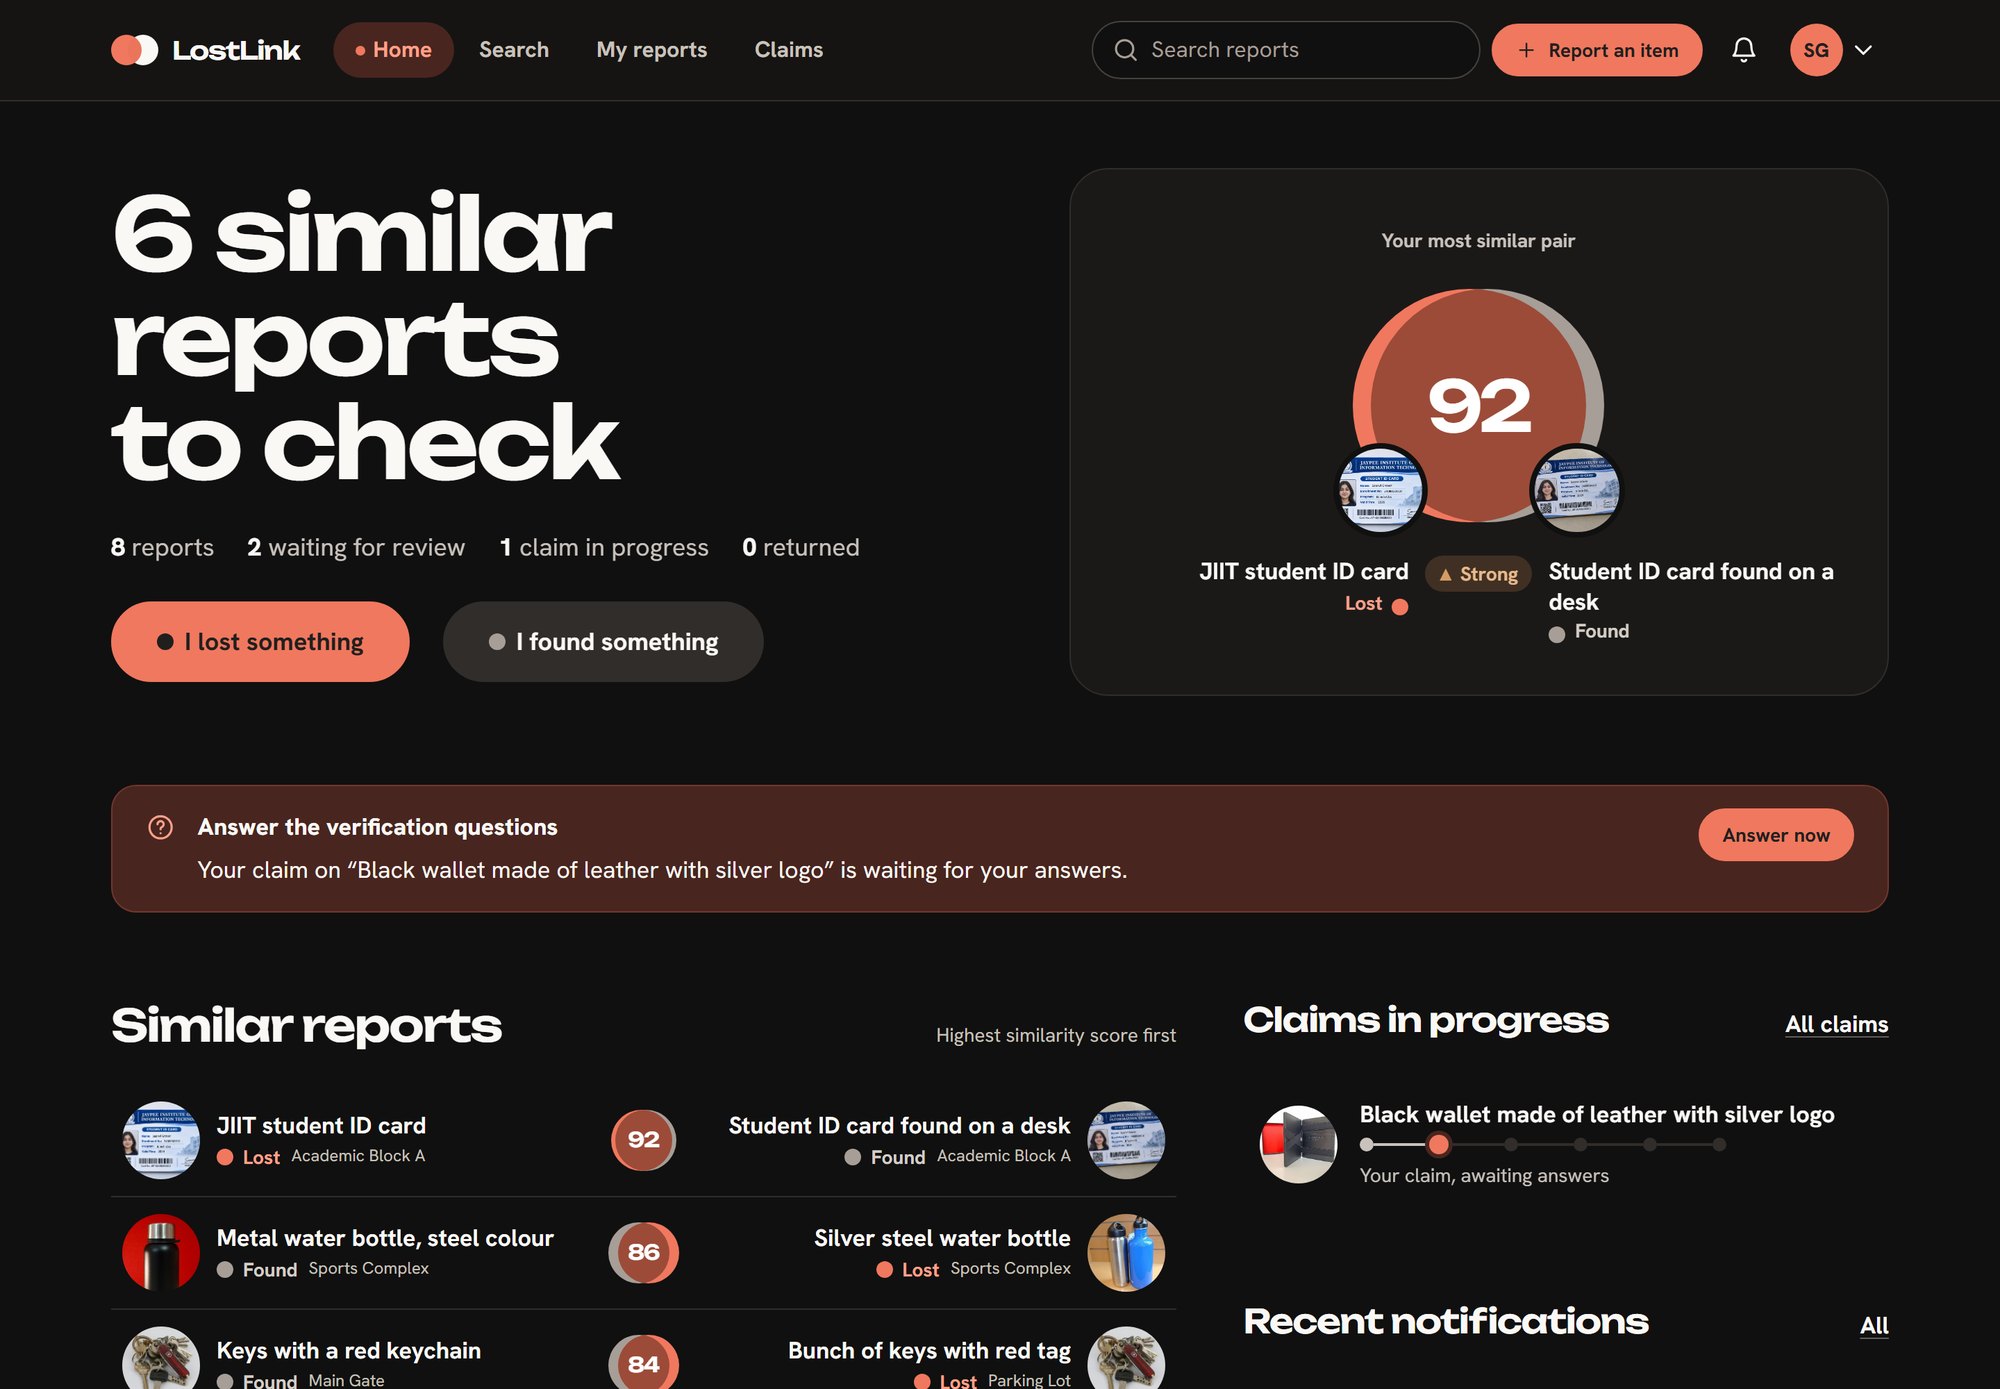 LostLink
Home
Search
My reports
Claims
Search reports
+ Report an item
SG
6 similar
reports
to check
8 reports 2 waiting for review 1 claim in progress 0 returned
I lost something
I found something
Your most similar pair
92
JAYPEE INSTITUTE
INFORMATION
STUDENT ID CARD
JIIT student ID card
Lost
Strong
Student ID card found on a
desk
Found
Answer the verification questions
Your claim on “Black wallet made of leather with silver logo” is waiting for your answers.
Answer now
Similar reports
Highest similarity score first
JIIT student ID card
Lost Academic Block A
92
Student ID card found on a desk
Found Academic Block A
Metal water bottle, steel colour
Found Sports Complex
86
Silver steel water bottle
Lost Sports Complex
Keys with a red keychain
Found Main Gate
84
Bunch of keys with red tag
Lost Parking Lot
Claims in progress
All claims
Black wallet made of leather with silver logo
Your claim, awaiting answers
Recent notifications
All